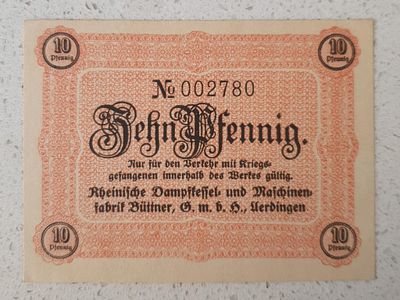 10 Pfennig
10 Pfennig
№ 002780
Zehn Pfennig.
Nur für den Verkehr mit Kriegs-
gefangenen innerhalb des Wertes gültig.
Rheinische Dampfkessel- und Maschinen-
fabrik Büttner, G. m. b. H., Uerdingen
10 Pfennig
10 Pfennig